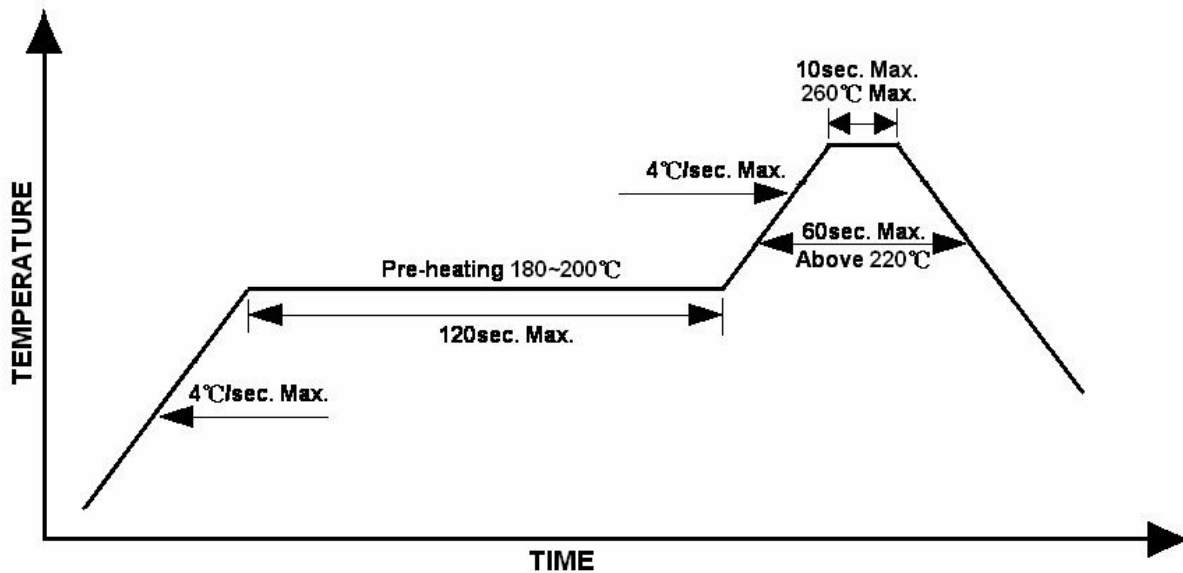 10sec. Max.
260℃ Max.
4℃/sec. Max.
60sec. Max.
Above 220℃
Pre-heating 180~200℃
120sec. Max.
4℃/sec. Max.
TEMPERATURE
TIME